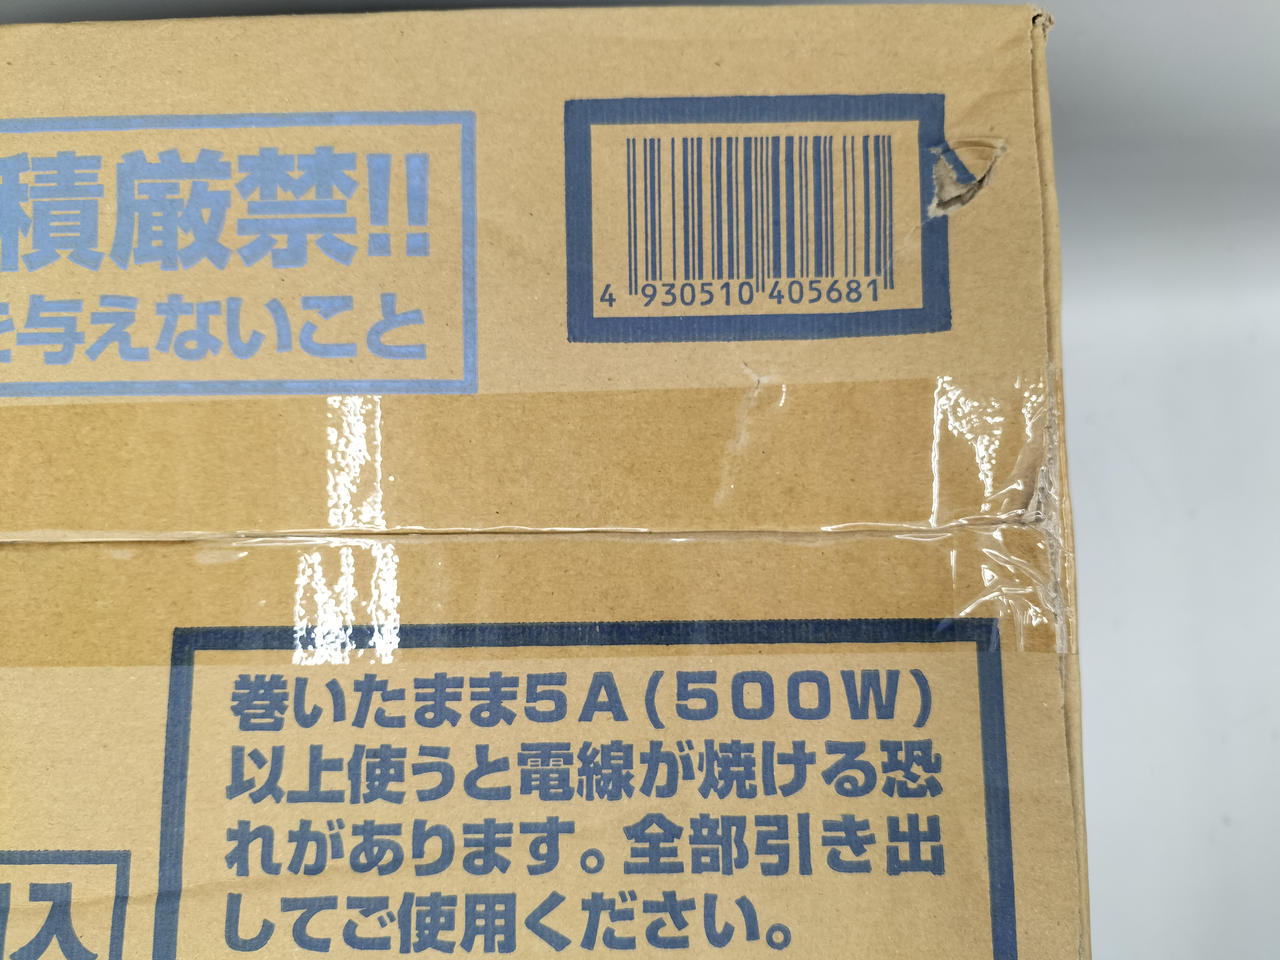 積厳禁!!
を与えないこと
4 930510 405681
巻いたまま5A(500W)
以上使うと電線が焼ける恐
れがあります。全部引き出
してご使用ください。
入